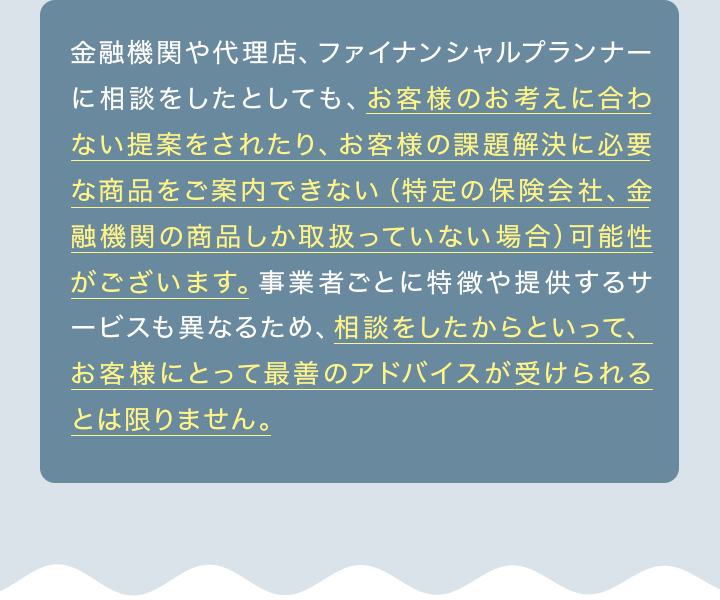 金融機関や代理店、ファイナンシャルプランナー
に相談をしたとしても、お客様のお考えに合わ
ない提案をされたり、お客様の課題解決に必要
な商品をご案内できない（特定の保険会社、金
融機関の商品しか取扱っていない場合）可能性
がございます。事業者ごとに特徴や提供するサ
ービスも異なるため、相談をしたからといって、
お客様にとって最善のアドバイスが受けられる
とは限りません。